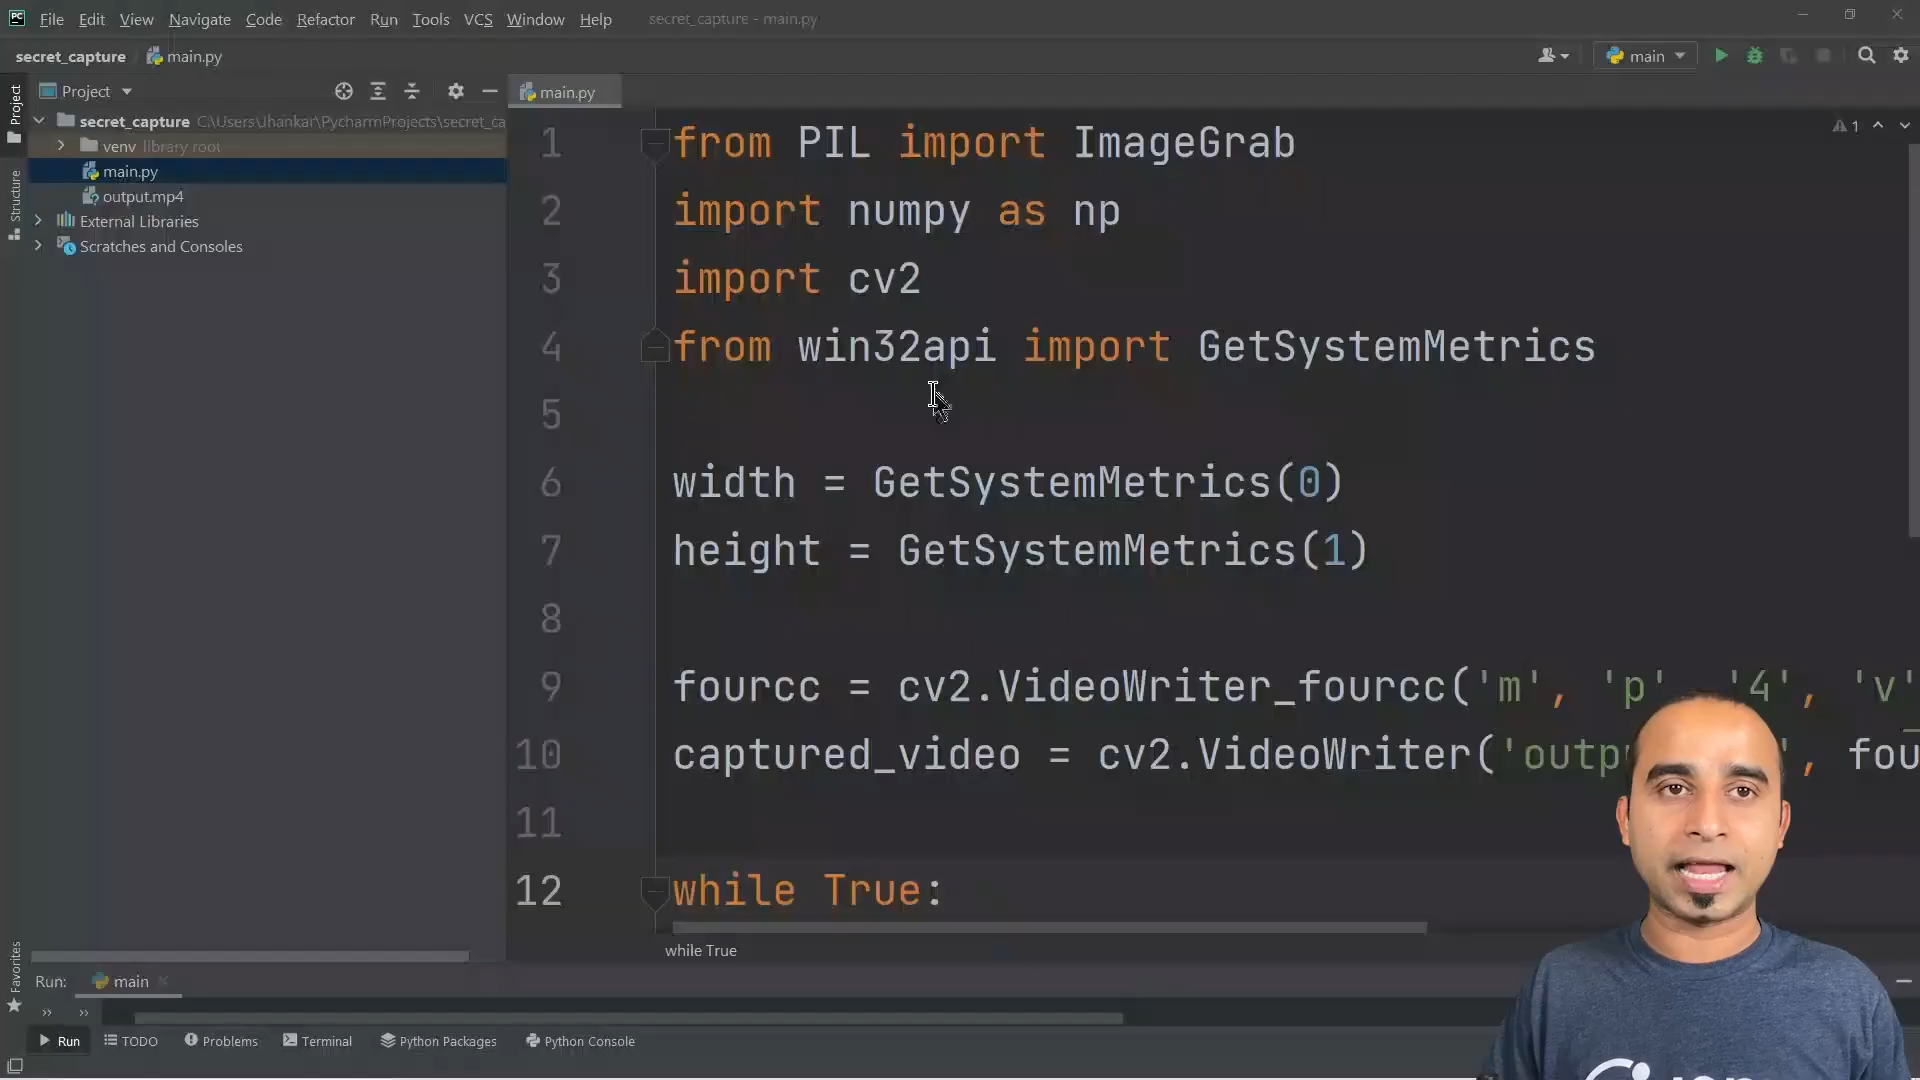 File Edit View Navigate Code Refactor Run Tools VCS Window Help secret_capture - main.py
secret_capture main.py
main
Project
main.py
secret_capture C:\Users\Jhankar\PycharmProjects\secret_ca
venv library root
main.py
output.mp4
External Libraries
Scratches and Consoles
Project
Structure
Favorites
1
1 from PIL import ImageGrab
2 import numpy as np
3 import cv2
4 from win32api import GetSystemMetrics
5
6 width = GetSystemMetrics(0)
7 height = GetSystemMetrics(1)
8
9 fourcc = cv2.VideoWriter_fourcc('m', 'p' '4', 'v'
10 captured_video = cv2.VideoWriter('outp ', fou
11
12 while True:
while True
Run: main
Run TODO Problems Terminal Python Packages Python Console